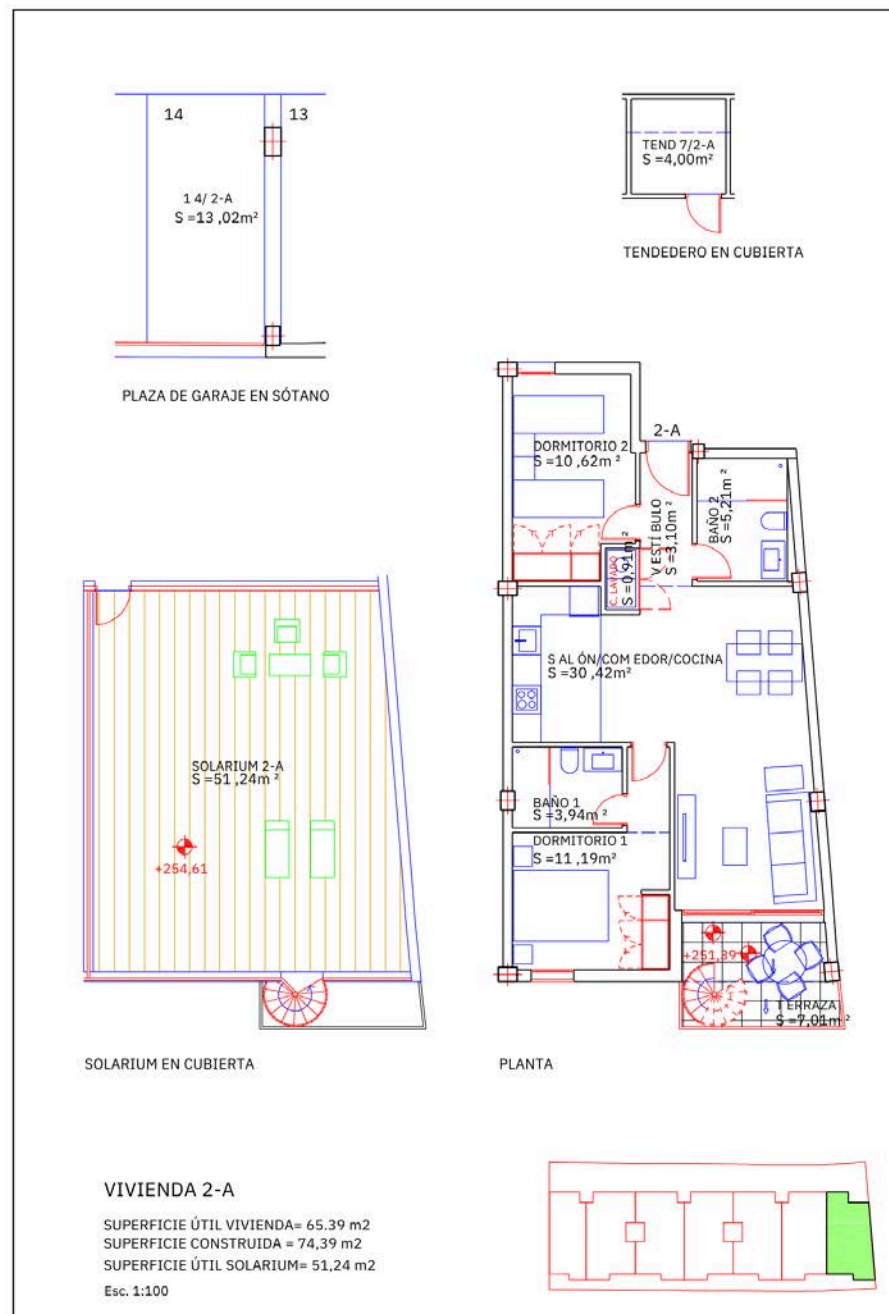 14
13
14/ 2-A
S =13 ,02m²
PLAZA DE GARAJE EN SÓTANO
TEND 7/2-A
S =4,00m²
TENDEDERO EN CUBIERTA
2-A
DORMITORIO 2
S =10 ,62m ²
VESTÍ BULO
S =3,10m ²
BAÑO 2
S =5,21m ²
C. LAVADO
S =0,91m ²
S AL ÓN/COM EDOR/COCINA
S =30 ,42m²
BAÑO 1
S =3,94m ²
DORMITORIO 1
S =11 ,19m²
+251,89
T ERRAZA
S =7,01m ²
PLANTA
SOLARIUM 2-A
S =51 ,24m ²
+254,61
SOLARIUM EN CUBIERTA
VIVIENDA 2-A
SUPERFICIE ÚTIL VIVIENDA= 65.39 m2
SUPERFICIE CONSTRUIDA = 74,39 m2
SUPERFICIE ÚTIL SOLARIUM= 51,24 m2
Esc. 1:100